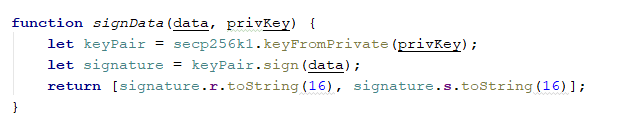 function signData(data, privKey) {
    let keyPair = secp256k1.keyFromPrivate(privKey);
    let signature = keyPair.sign(data);
    return [signature.r.toString(16), signature.s.toString(16)];
}